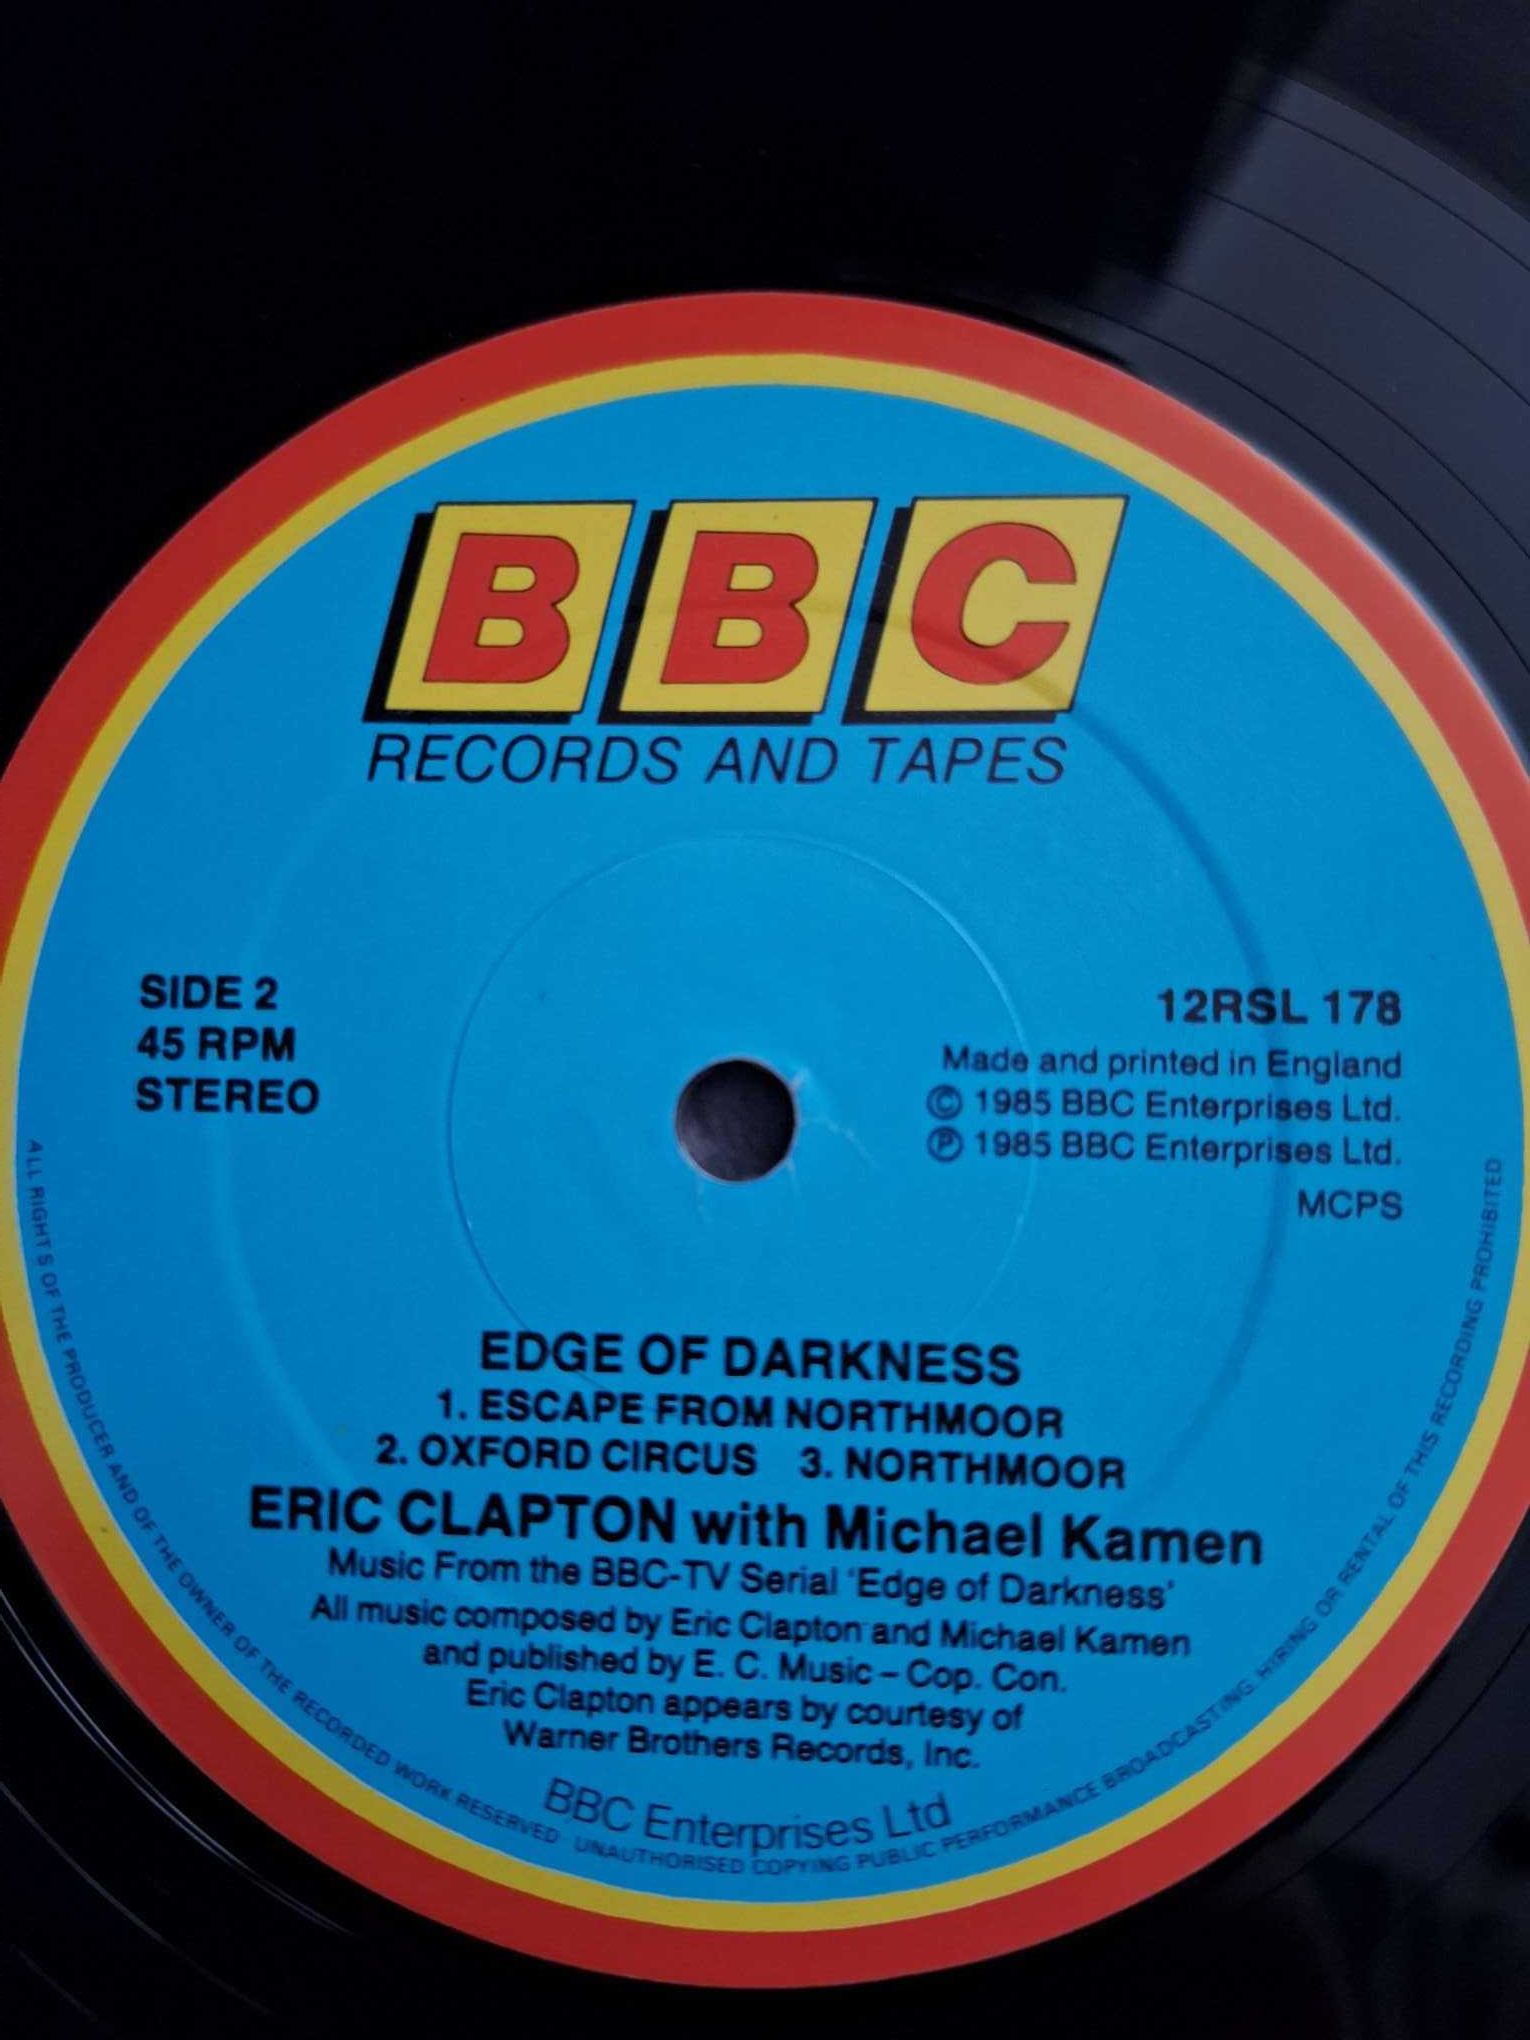 BBC
RECORDS AND TAPES
SIDE 2
45 RPM
STEREO
12RSL 178
Made and printed in England
© 1985 BBC Enterprises Ltd.
℗ 1985 BBC Enterprises Ltd.
MCPS
EDGE OF DARKNESS
1. ESCAPE FROM NORTHMOOR
2. OXFORD CIRCUS 3. NORTHMOOR
ERIC CLAPTON with Michael Kamen
Music From the BBC-TV Serial 'Edge of Darkness'
All music composed by Eric Clapton and Michael Kamen
and published by E. C. Music – Cop. Con.
Eric Clapton appears by courtesy of
Warner Brothers Records, Inc.
BBC Enterprises Ltd
ALL RIGHTS OF THE PRODUCER AND OF THE OWNER OF THE RECORDED WORK RESERVED UNAUTHORISED COPYING PUBLIC PERFORMANCE BROADCASTING HIRING OR RENTAL OF THIS RECORDING PROHIBITED